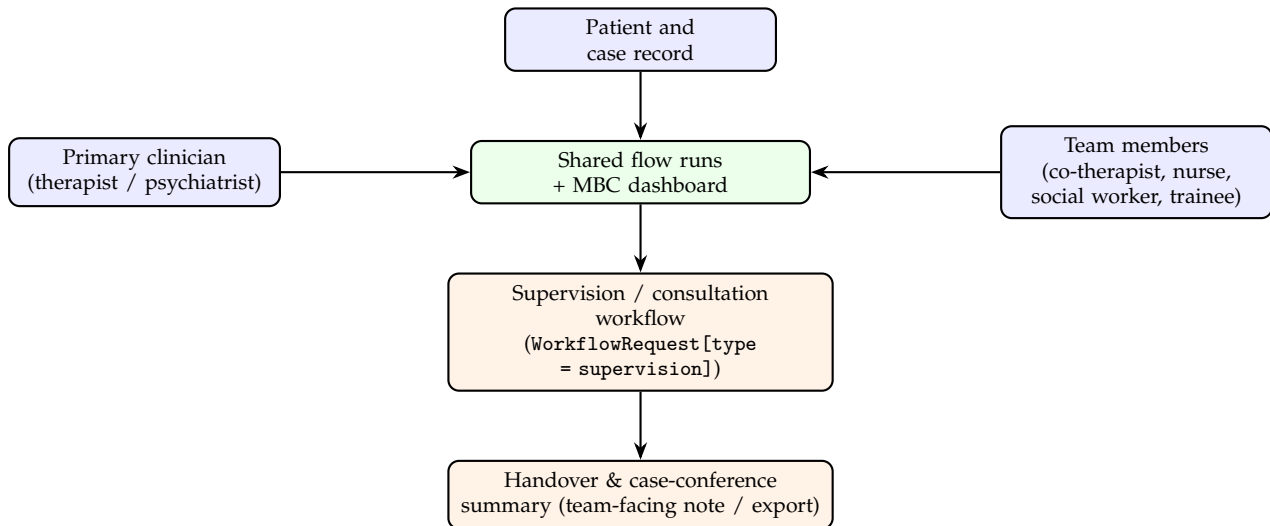 Patient and
case record
Primary clinician
(therapist / psychiatrist)
Shared flow runs
+ MBC dashboard
Team members
(co-therapist, nurse,
social worker, trainee)
Supervision / consultation
workflow
(WorkflowRequest[type
= supervision])
Handover & case-conference
summary (team-facing note / export)